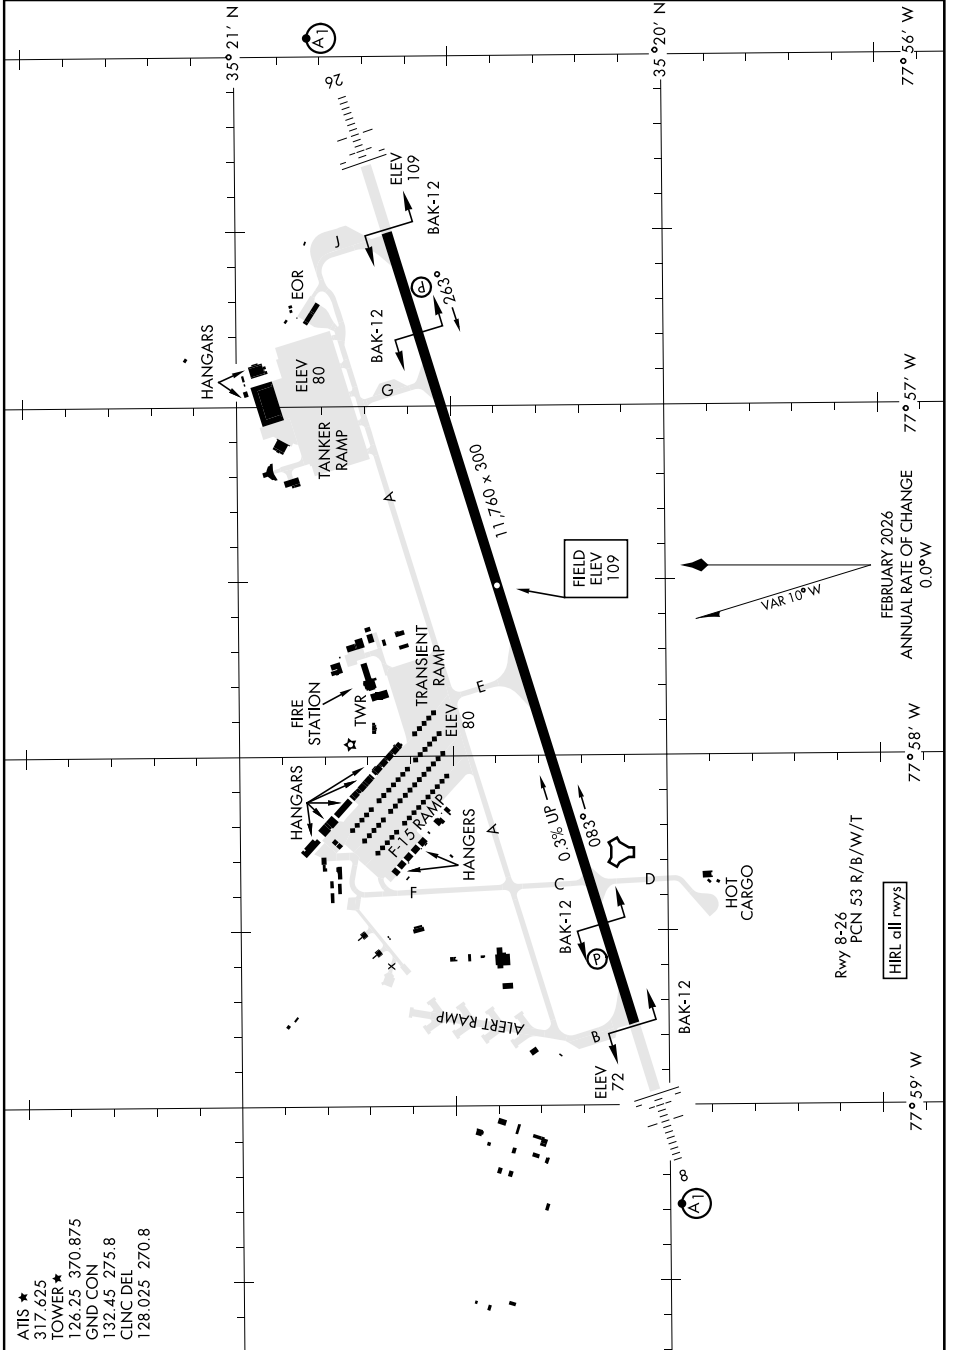 ATIS ★
317.625
TOWER ★
126.25 370.875
GND CON
132.45 275.8
CLNC DEL
128.025 270.8
35°21' N
35°20' N
77°56' W
77°57' W
77°58' W
77°59' W
A1
26
ELEV
109
BAK-12
J
EOR
P
263°
BAK-12
HANGARS
ELEV
80
G
TANKER
RAMP
A
11,760 × 300
FIELD
ELEV
109
VAR 10°W
FEBRUARY 2026
ANNUAL RATE OF CHANGE
0.0°W
FIRE
STATION
TWR
TRANSIENT
RAMP
E
ELEV
80
HANGARS
F-15 RAMP
HANGERS
A
0.3% UP
083°
F
C
D
HOT
CARGO
BAK-12
P
ALERT RAMP
B
BAK-12
ELEV
72
8
A1
Rwy 8-26
PCN 53 R/B/W/T
HIRL all rwys
x